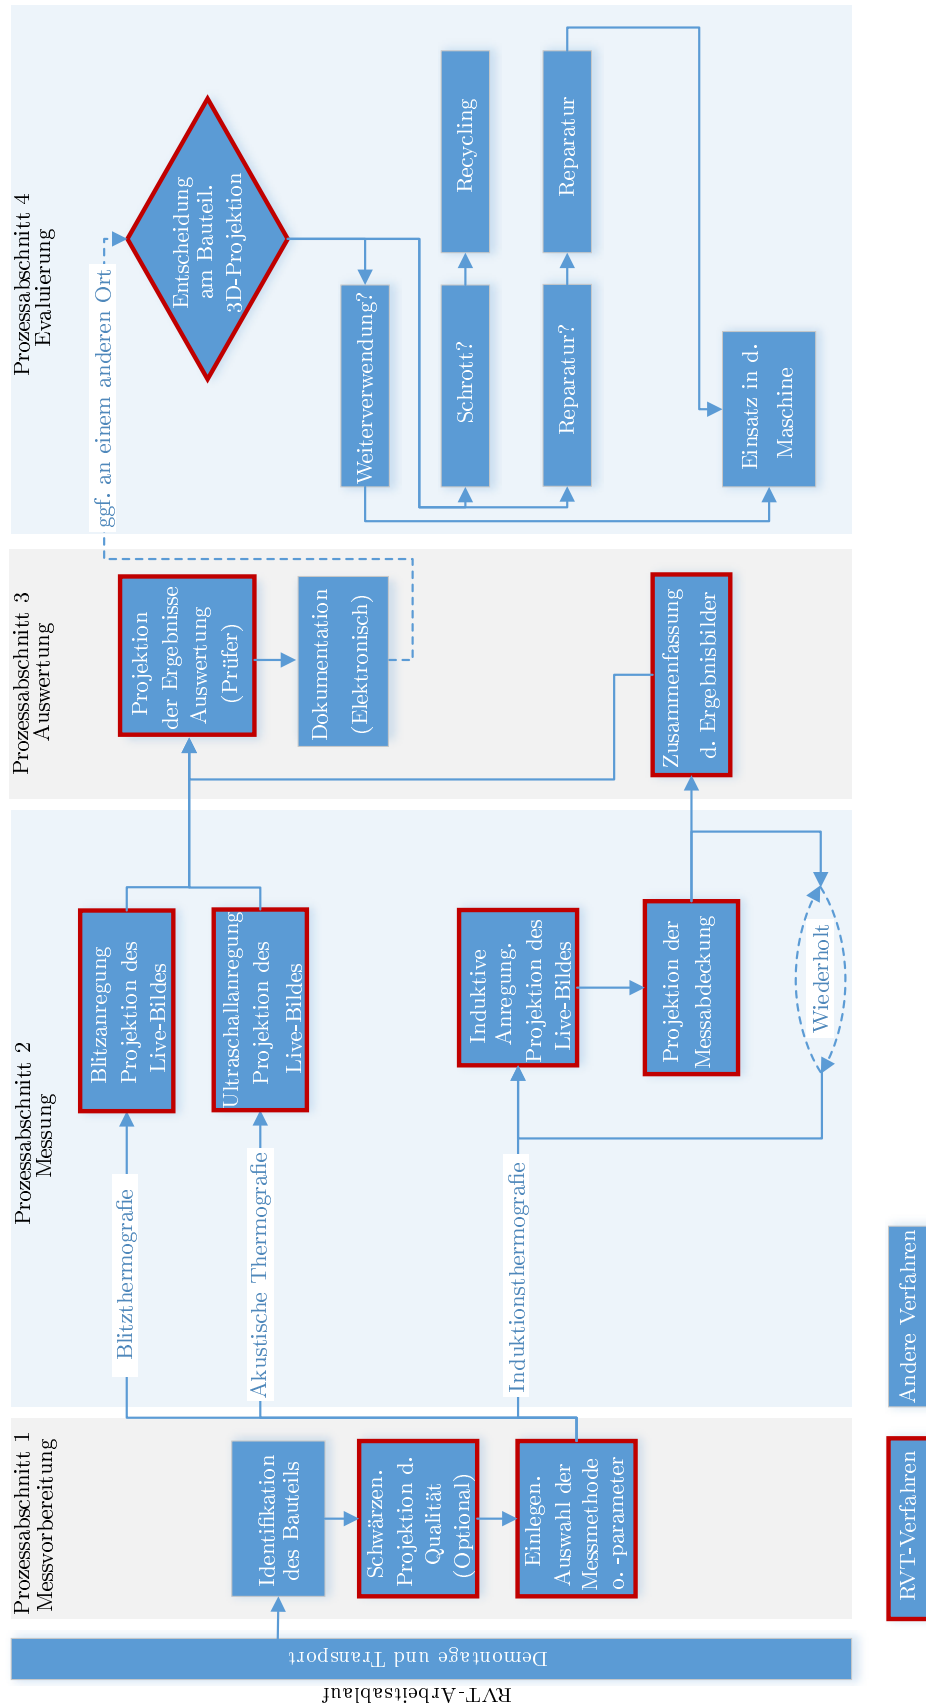 RVT-Arbeitsablauf
Demontage und Transport
Prozessabschnitt 1
Messvorbereitung
Identifikation
des Bauteils
Schwärzen.
Projektion d.
Qualität
(Optional)
Einlegen.
Auswahl der
Messmethode
o. -parameter
Prozessabschnitt 2
Messung
Blitzthermografie
Akustische Thermografie
Induktionsthermografie
Blitzanregung
Projektion des
Live-Bildes
Ultraschallanregung
Projektion des
Live-Bildes
Induktive
Anregung.
Projektion des
Live-Bildes
Projektion der
Messabdeckung
Wiederholt
Prozessabschnitt 3
Auswertung
Projektion
der Ergebnisse
Auswertung
(Prüfer)
Dokumentation
(Elektronisch)
Zusammenfassung
d. Ergebnisbilder
Prozessabschnitt 4
Evaluierung
ggf. an einem anderen Ort
Entscheidung
am Bauteil.
3D-Projektion
Weiterverwendung?
Schrott?
Recycling
Reparatur?
Reparatur
Einsatz in d.
Maschine
RVT-Verfahren
Andere Verfahren